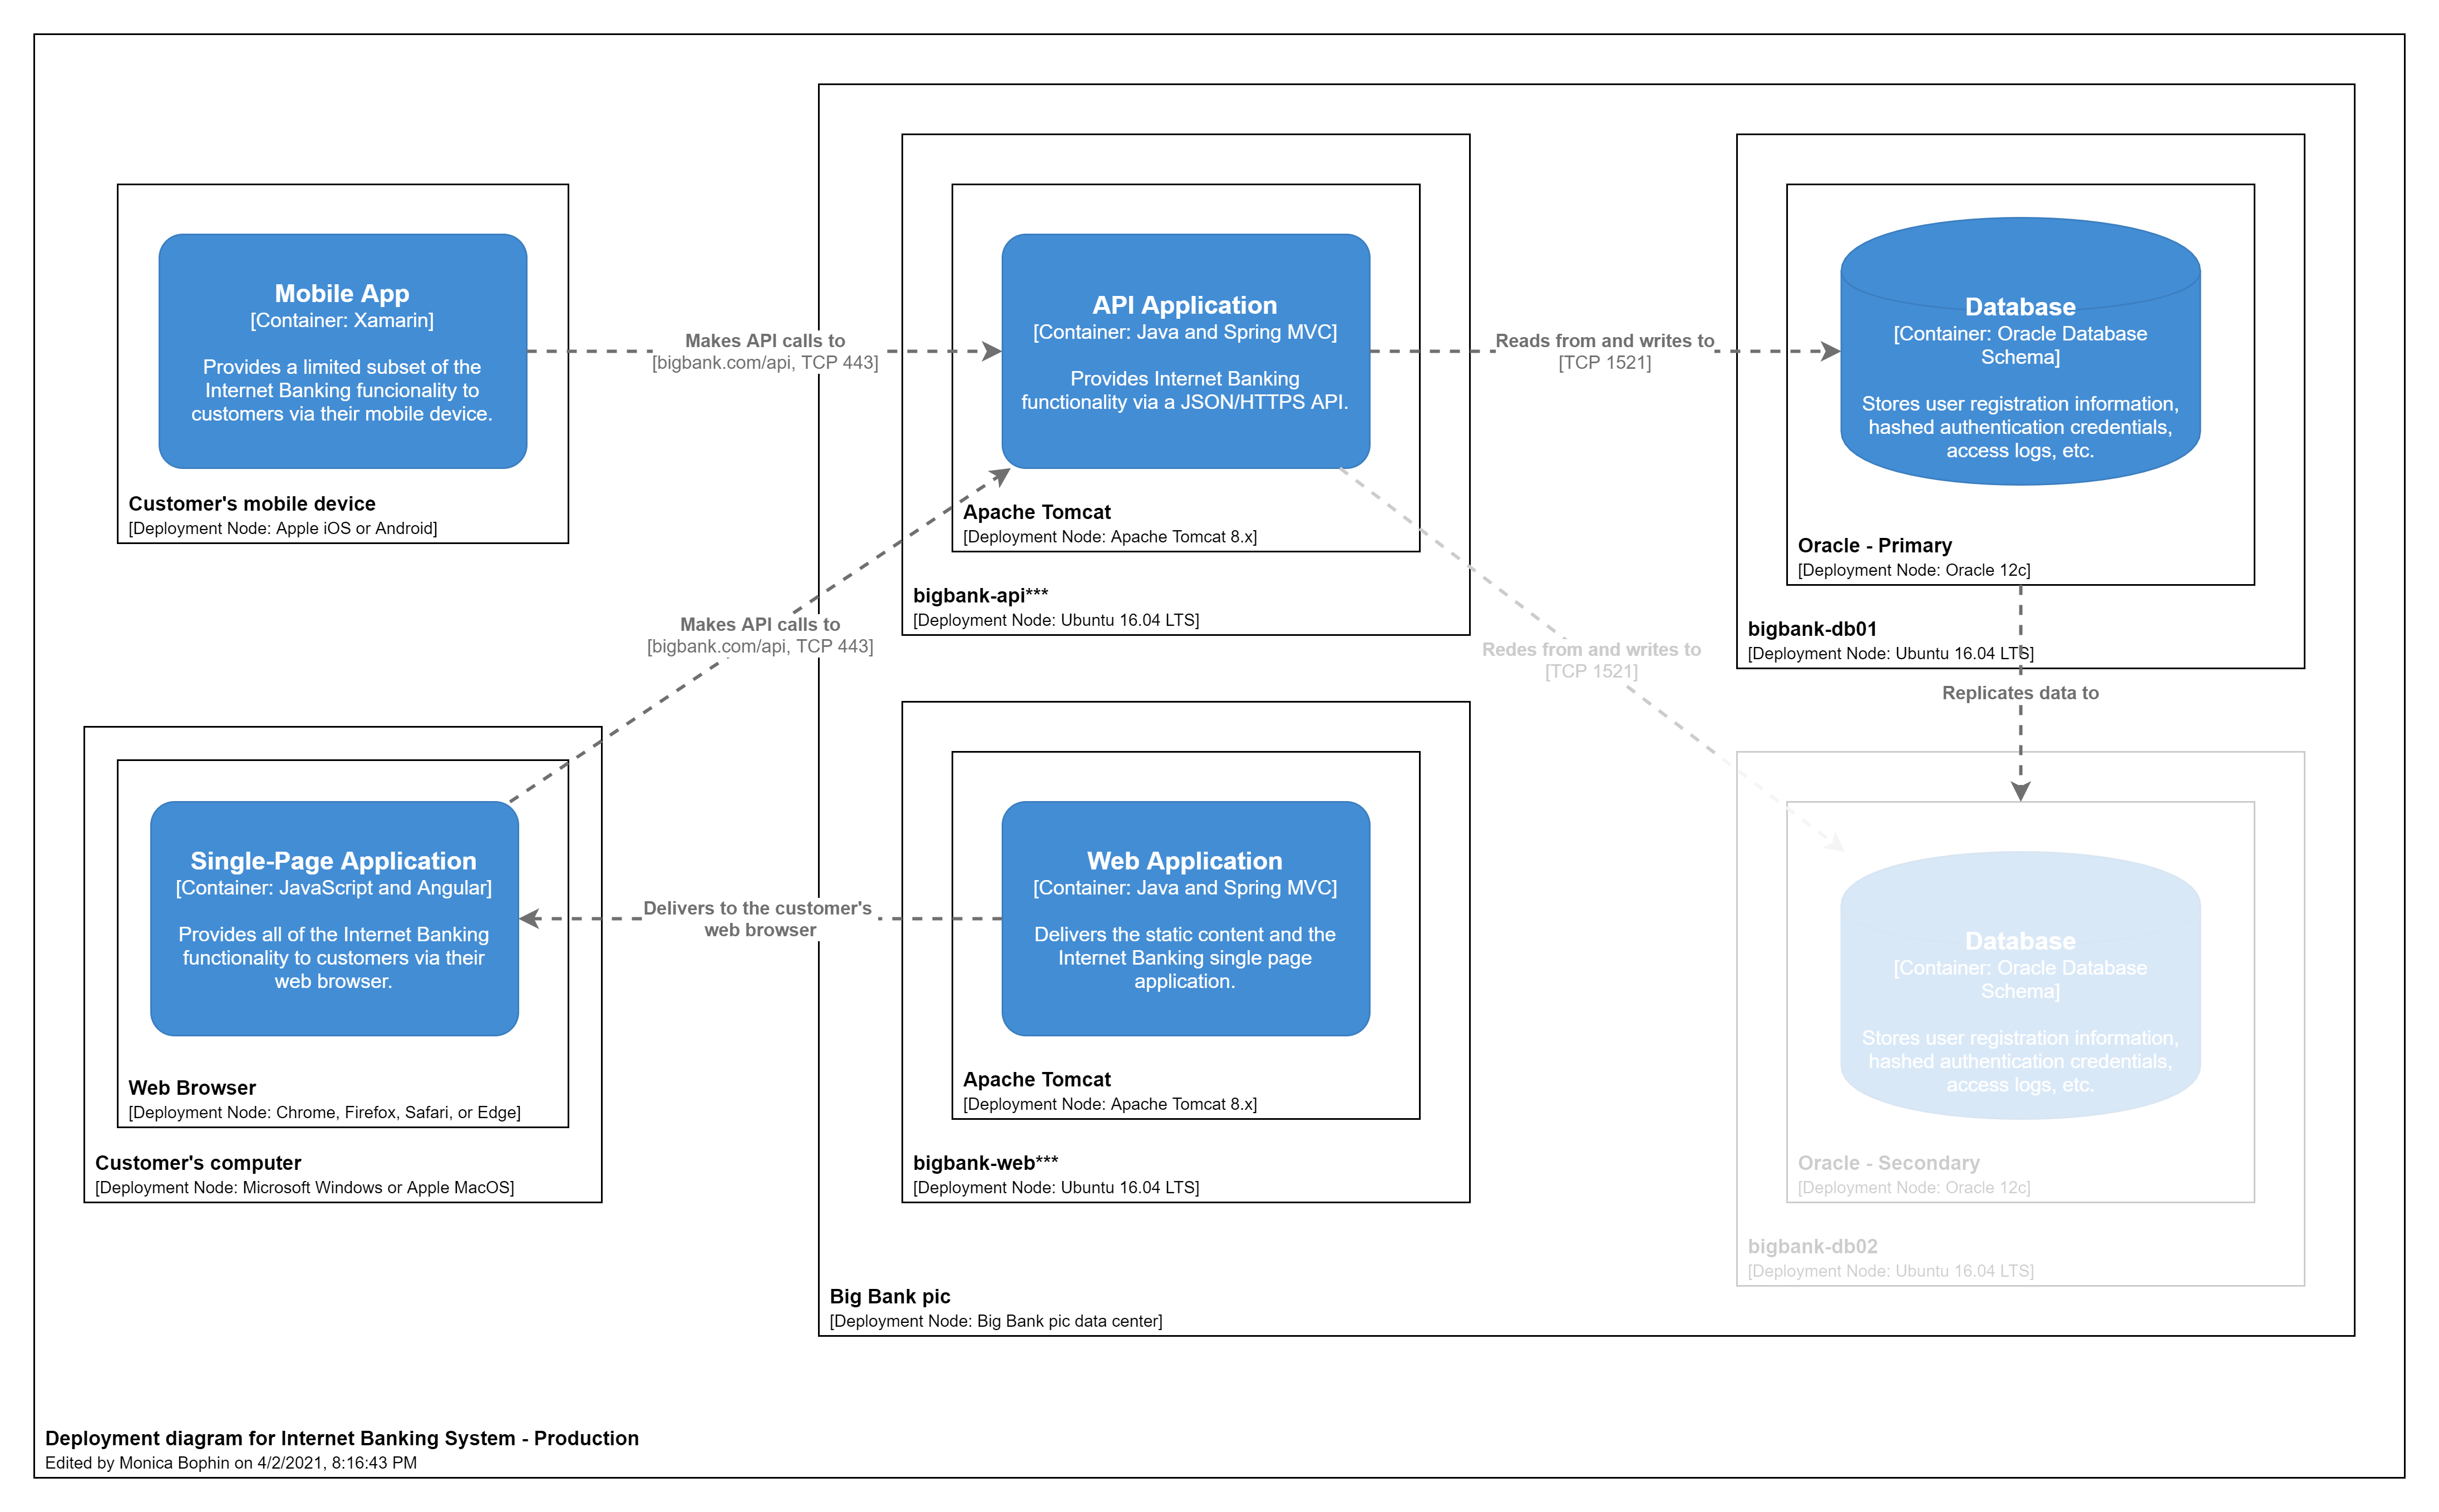 Mobile App
[Container: Xamarin]
Provides a limited subset of the
Internet Banking funcionality to
customers via their mobile device.
Customer's mobile device
[Deployment Node: Apple iOS or Android]
Makes API calls to
[bigbank.com/api, TCP 443]
API Application
[Container: Java and Spring MVC]
Provides Internet Banking
functionality via a JSON/HTTPS API.
Apache Tomcat
[Deployment Node: Apache Tomcat 8.x]
bigbank-api***
[Deployment Node: Ubuntu 16.04 LTS]
Reads from and writes to
[TCP 1521]
Database
[Container: Oracle Database
Schema]
Stores user registration information,
hashed authentication credentials,
access logs, etc.
Oracle - Primary
[Deployment Node: Oracle 12c]
bigbank-db01
[Deployment Node: Ubuntu 16.04 LTS]
Makes API calls to
[bigbank.com/api, TCP 443]
Redes from and writes to
[TCP 1521]
Replicates data to
Single-Page Application
[Container: JavaScript and Angular]
Provides all of the Internet Banking
functionality to customers via their
web browser.
Web Browser
[Deployment Node: Chrome, Firefox, Safari, or Edge]
Customer's computer
[Deployment Node: Microsoft Windows or Apple MacOS]
Delivers to the customer's
web browser
Web Application
[Container: Java and Spring MVC]
Delivers the static content and the
Internet Banking single page
application.
Apache Tomcat
[Deployment Node: Apache Tomcat 8.x]
bigbank-web***
[Deployment Node: Ubuntu 16.04 LTS]
Database
[Container: Oracle Database
Schema]
Stores user registration information,
hashed authentication credentials,
access logs, etc.
Oracle - Secondary
[Deployment Node: Oracle 12c]
bigbank-db02
[Deployment Node: Ubuntu 16.04 LTS]
Big Bank pic
[Deployment Node: Big Bank pic data center]
Deployment diagram for Internet Banking System - Production
Edited by Monica Bophin on 4/2/2021, 8:16:43 PM